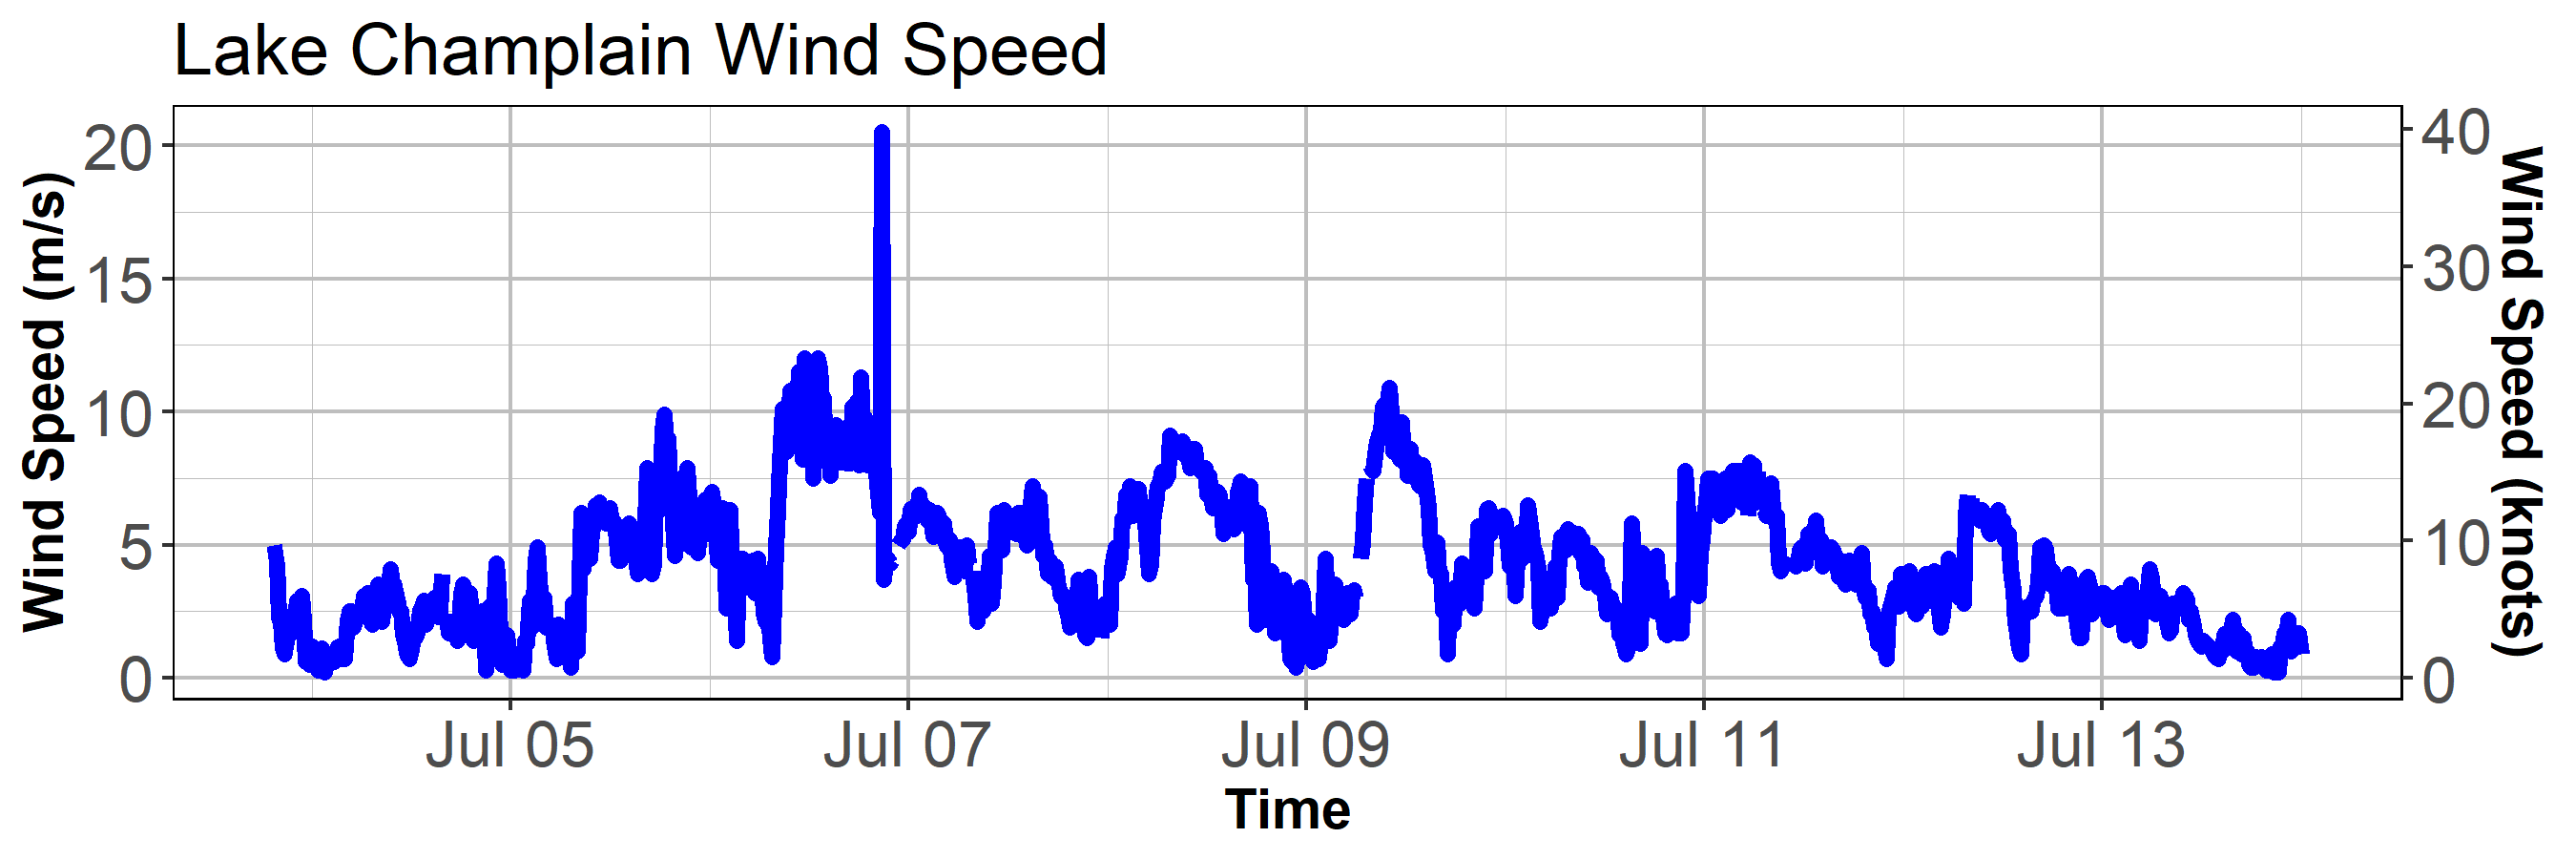 Lake Champlain Wind Speed
Wind Speed (m/s)
20
15
10
5
0
40
30
20
10
0
Wind Speed (knots)
Jul 05
Jul 07
Jul 09
Jul 11
Jul 13
Time